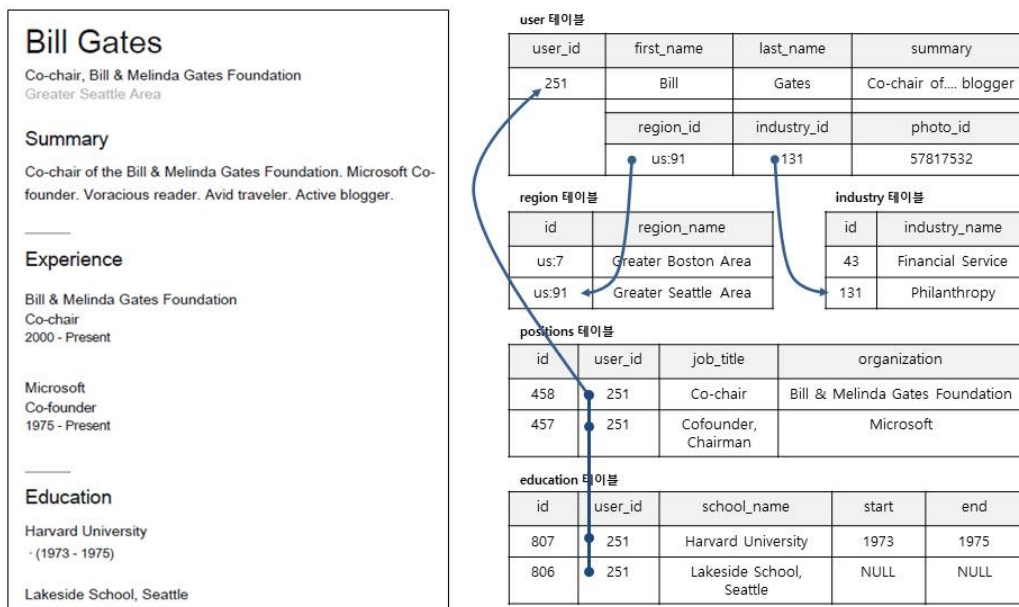 Bill Gates
Co-chair, Bill & Melinda Gates Foundation
Greater Seattle Area
Summary
Co-chair of the Bill & Melinda Gates Foundation. Microsoft Co-
founder. Voracious reader. Avid traveler. Active blogger.
Experience
Bill & Melinda Gates Foundation
Co-chair
2000 - Present
Microsoft
Co-founder
1975 - Present
Education
Harvard University
· (1973 - 1975)
Lakeside School, Seattle
user 테이블
user_id first_name last_name summary
251 Bill Gates Co-chair of.... blogger
region_id industry_id photo_id
us:91 131 57817532
region 테이블
id region_name
us:7 Greater Boston Area
us:91 Greater Seattle Area
industry 테이블
id industry_name
43 Financial Service
131 Philanthropy
positions 테이블
id user_id job_title organization
458 251 Co-chair Bill & Melinda Gates Foundation
457 251 Cofounder, Microsoft
Chairman
education 테이블
id user_id school_name start end
807 251 Harvard University 1973 1975
806 251 Lakeside School, NULL NULL
Seattle